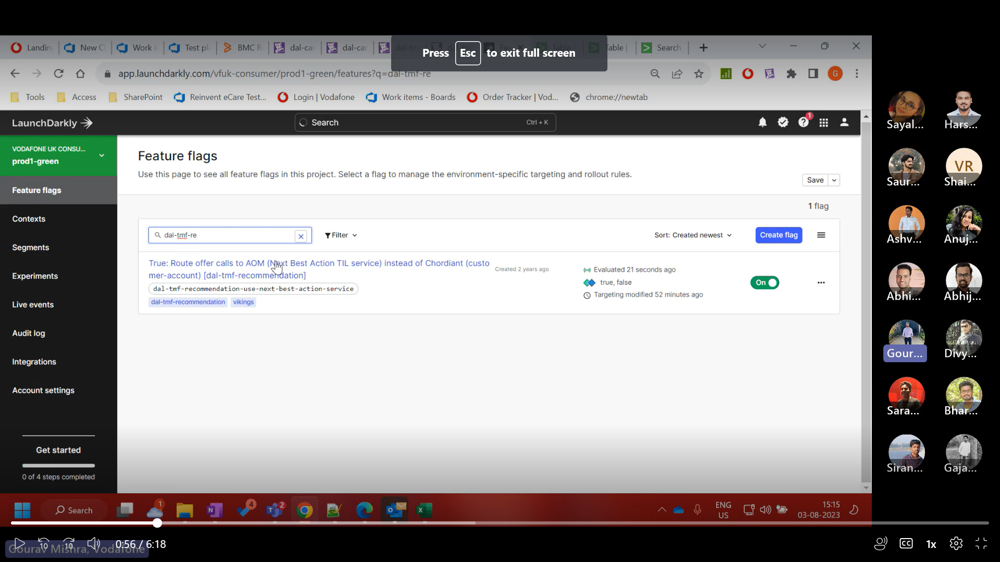 Landin
New C
Work i
Test pl
BMC R
dal-car
dal-car
Table |
Search
Press Esc to exit full screen
app.launchdarkly.com/vfuk-consumer/prod1-green/features?q=dal-tmf-re
G
Tools
Access
SharePoint
Reinvent eCare Test...
Login | Vodafone
Work items - Boards
Order Tracker | Vod...
chrome://newtab
LaunchDarkly
Search
Ctrl + K
1
VODAFONE UK CONSU...
prod1-green
Feature flags
Contexts
Segments
Experiments
Live events
Audit log
Integrations
Account settings
Get started
0 of 4 steps completed
Feature flags
Use this page to see all feature flags in this project. Select a flag to manage the environment-specific targeting and rollout rules.
Save
1 flag
dal-tmf-re
Filter
Sort: Created newest
Create flag
True: Route offer calls to AOM (Next Best Action TIL service) instead of Chordiant (custo
mer-account) [dal-tmf-recommendation]
dal-tmf-recommendation-use-next-best-action-service
dal-tmf-recommendation vikings
Created 2 years ago
Evaluated 21 seconds ago
true, false
Targeting modified 52 minutes ago
On
Sayal...
Hars...
Saur...
VR
Shai...
Ashv...
Anuj...
Abhi...
Abhij...
Gour...
Divy...
Sara...
Bhar...
Siran...
Gaja...
Search
1
4
2
ENG
US
15:15
03-08-2023
10
10
0:56 / 6:18
Gourav Mishra, Vodafone
CC
1x